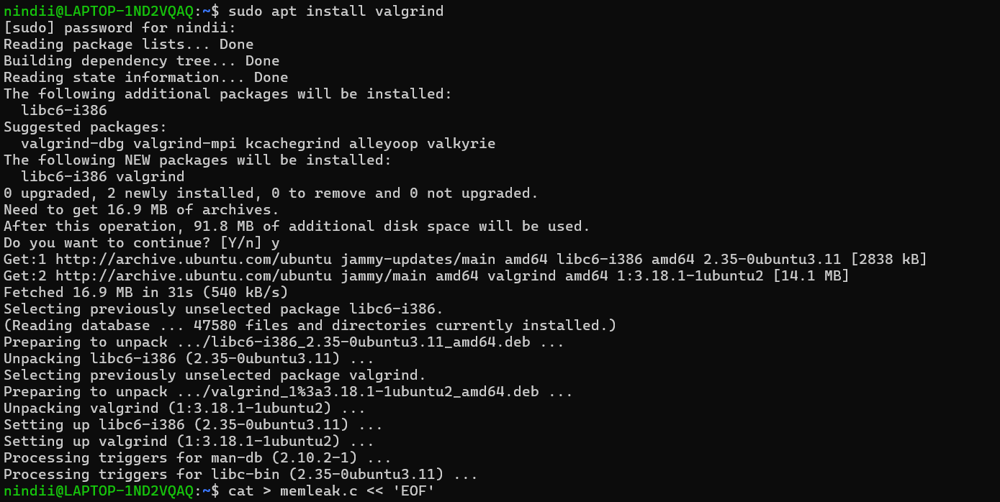 nindii@LAPTOP-1ND2VQAQ:~$ sudo apt install valgrind
[sudo] password for nindii:
Reading package lists... Done
Building dependency tree... Done
Reading state information... Done
The following additional packages will be installed:
  libc6-i386
Suggested packages:
  valgrind-dbg valgrind-mpi kcachegrind alleyoop valkyrie
The following NEW packages will be installed:
  libc6-i386 valgrind
0 upgraded, 2 newly installed, 0 to remove and 0 not upgraded.
Need to get 16.9 MB of archives.
After this operation, 91.8 MB of additional disk space will be used.
Do you want to continue? [Y/n] y
Get:1 http://archive.ubuntu.com/ubuntu jammy-updates/main amd64 libc6-i386 amd64 2.35-0ubuntu3.11 [2838 kB]
Get:2 http://archive.ubuntu.com/ubuntu jammy/main amd64 valgrind amd64 1:3.18.1-1ubuntu2 [14.1 MB]
Fetched 16.9 MB in 31s (540 kB/s)
Selecting previously unselected package libc6-i386.
(Reading database ... 47580 files and directories currently installed.)
Preparing to unpack .../libc6-i386_2.35-0ubuntu3.11_amd64.deb ...
Unpacking libc6-i386 (2.35-0ubuntu3.11) ...
Selecting previously unselected package valgrind.
Preparing to unpack .../valgrind_1%3a3.18.1-1ubuntu2_amd64.deb ...
Unpacking valgrind (1:3.18.1-1ubuntu2) ...
Setting up libc6-i386 (2.35-0ubuntu3.11) ...
Setting up valgrind (1:3.18.1-1ubuntu2) ...
Processing triggers for man-db (2.10.2-1) ...
Processing triggers for libc-bin (2.35-0ubuntu3.11) ...
nindii@LAPTOP-1ND2VQAQ:~$ cat > memleak.c << 'EOF'